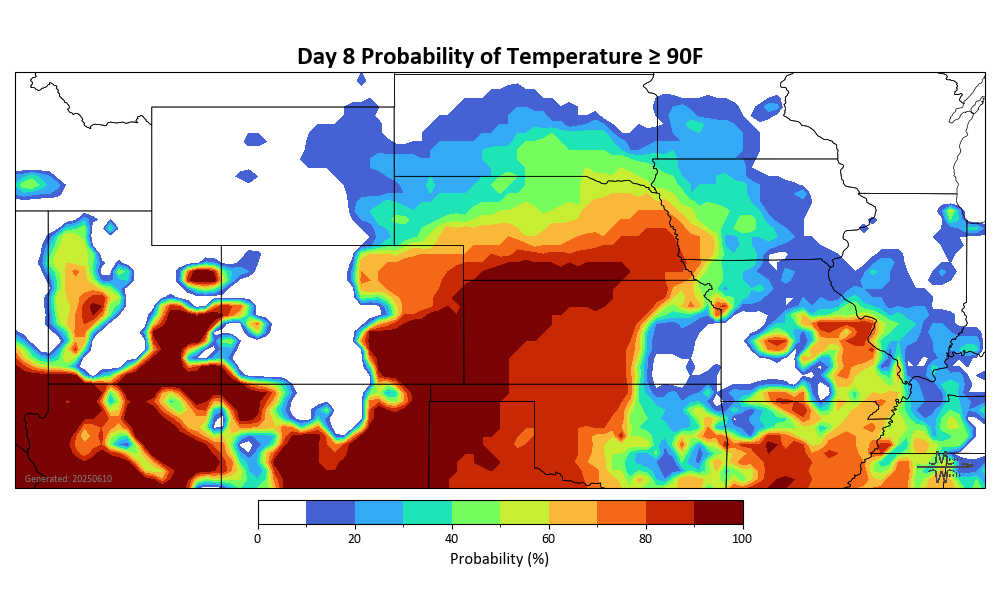 Day 8 Probability of Temperature ≥ 90F
Generated: 20250610
0 20 40 60 80 100
Probability (%)